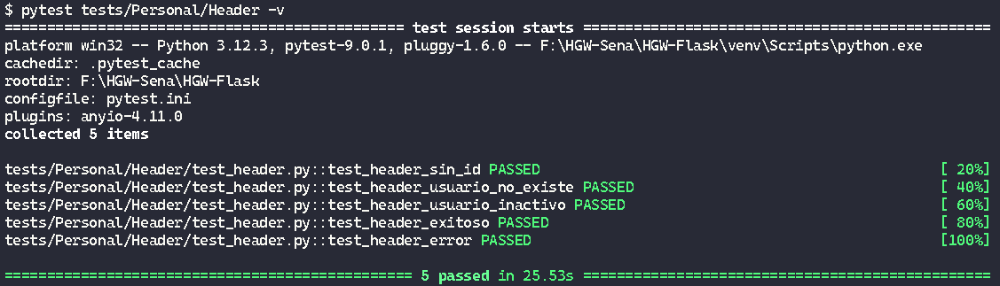 $ pytest tests/Personal/Header -v
================================================ test session starts ================================================
platform win32 -- Python 3.12.3, pytest-9.0.1, pluggy-1.6.0 -- F:\HGW-Sena\HGW-Flask\venv\Scripts\python.exe
cachedir: .pytest_cache
rootdir: F:\HGW-Sena\HGW-Flask
configfile: pytest.ini
plugins: anyio-4.11.0
collected 5 items
tests/Personal/Header/test_header.py::test_header_sin_id PASSED [ 20%]
tests/Personal/Header/test_header.py::test_header_usuario_no_existe PASSED [ 40%]
tests/Personal/Header/test_header.py::test_header_usuario_inactivo PASSED [ 60%]
tests/Personal/Header/test_header.py::test_header_exitoso PASSED [ 80%]
tests/Personal/Header/test_header.py::test_header_error PASSED [100%]
================================================ 5 passed in 25.53s ================================================